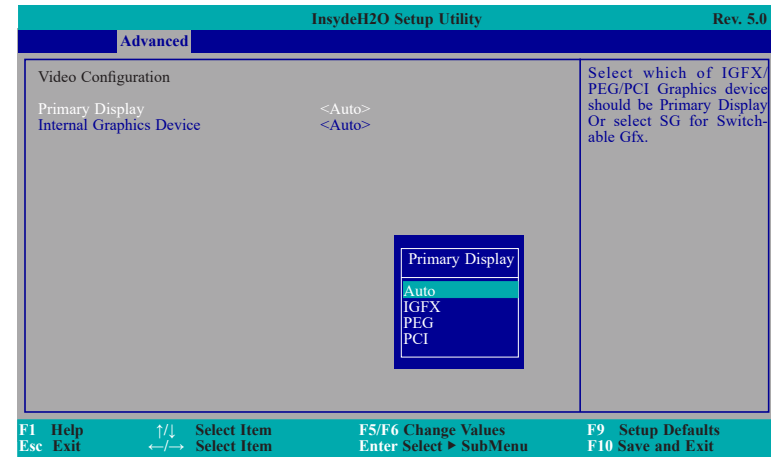 InsydeH2O Setup Utility Rev. 5.0
Advanced
Video Configuration
Primary Display <Auto>
Internal Graphics Device <Auto>
Select which of IGFX/
PEG/PCI Graphics device
should be Primary Display
Or select SG for Switch-
able Gfx.
Primary Display
Auto
IGFX
PEG
PCI
F1 Help ↑/↓ Select Item F5/F6 Change Values F9 Setup Defaults
Esc Exit ←/→ Select Item Enter Select ► SubMenu F10 Save and Exit